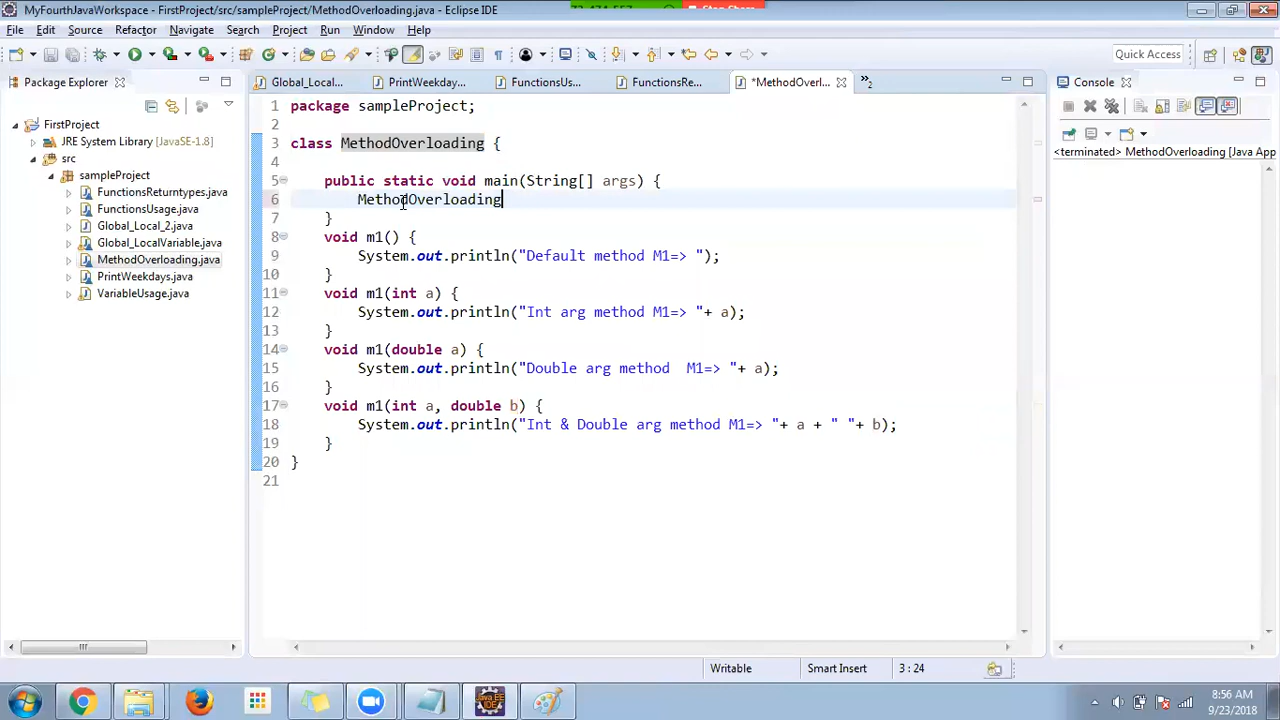 MyFourthJavaWorkspace - FirstProject/src/sampleProject/MethodOverloading.java - Eclipse IDE
File Edit Source Refactor Navigate Search Project Run Window Help
Quick Access
Package Explorer
Global_Local...
PrintWeekday...
FunctionsUs...
FunctionsRe...
*MethodOverl...
»2
Console
<terminated> MethodOverloading [Java App
FirstProject
JRE System Library [JavaSE-1.8]
src
sampleProject
FunctionsReturntypes.java
FunctionsUsage.java
Global_Local_2.java
Global_LocalVariable.java
MethodOverloading.java
PrintWeekdays.java
VariableUsage.java
1 package sampleProject;
2
3 class MethodOverloading {
4
5 public static void main(String[] args) {
6 MethodOverloading
7 }
8 void m1() {
9 System.out.println("Default method M1=> ");
10 }
11 void m1(int a) {
12 System.out.println("Int arg method M1=> "+ a);
13 }
14 void m1(double a) {
15 System.out.println("Double arg method  M1=> "+ a);
16 }
17 void m1(int a, double b) {
18 System.out.println("Int & Double arg method M1=> "+ a + " "+ b);
19 }
20 }
21
Writable
Smart Insert
3 : 24
Java EE
IDE
8:56 AM
9/23/2018